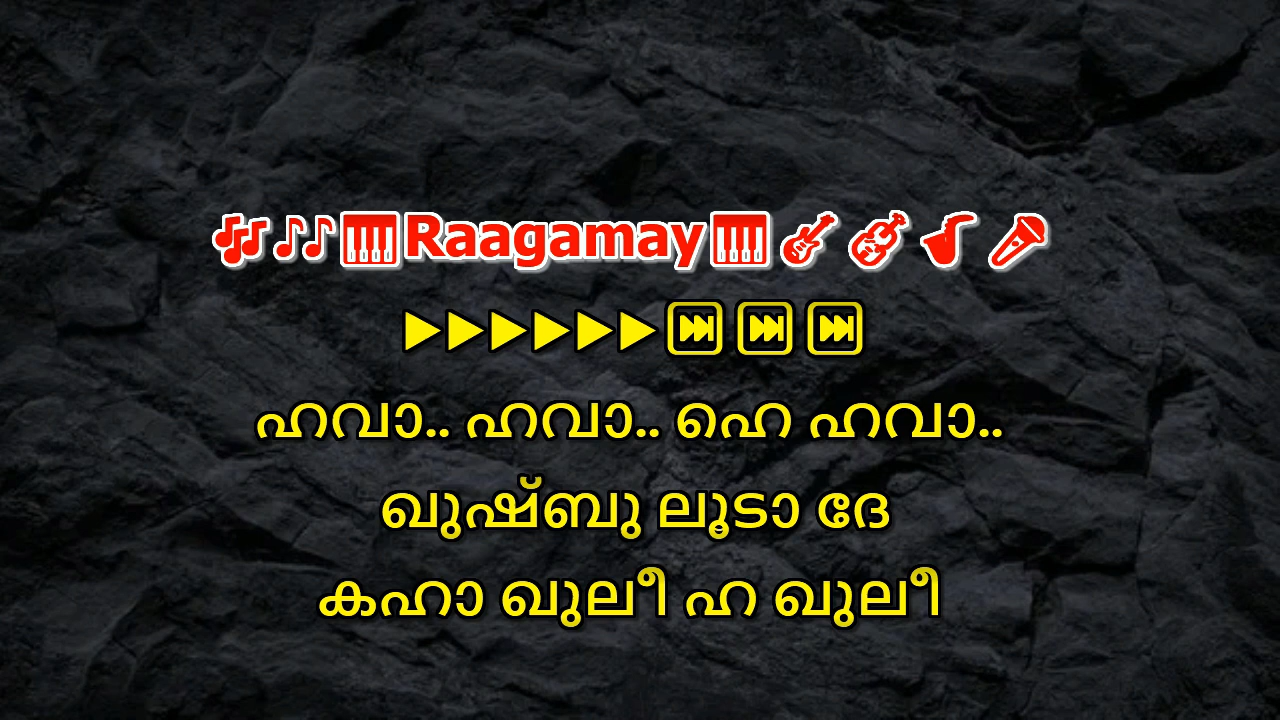 🎶🎶🎹Raagamay🎹🎸🎻🎷🎤
▶▶▶▶▶▶⏭⏭⏭
ഹവാ.. ഹവാ.. ഹെ ഹവാ..
ഖുഷ്ബു ലൂടാ ദേ
കഹാ ഖുലീ ഹ ഖുലീ